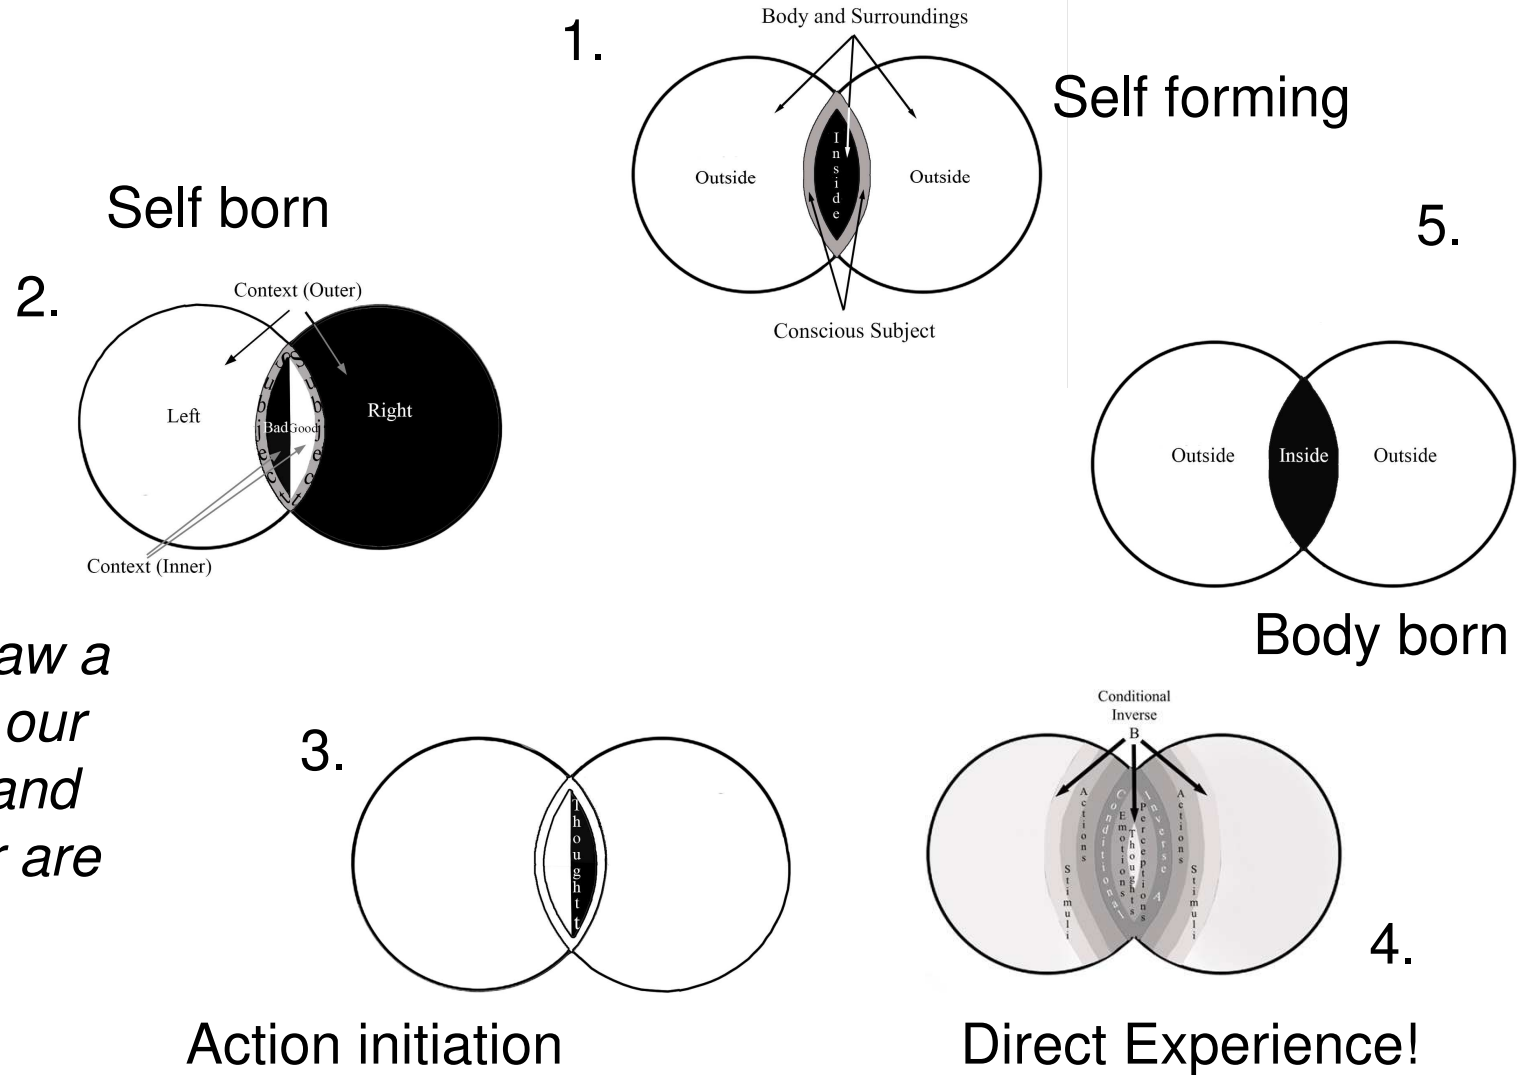 1.
Body and Surroundings
Self forming
Outside
Inside
Outside
Conscious Subject
Self born
2.
Context (Outer)
Left
Subject
Bad
Good
Subject
Right
Context (Inner)
5.
Outside
Inside
Outside
Body born
aw a
our
and
r are
3.
Thought
Action initiation
Conditional
Inverse
B
Stimuli
Actions
Conditional
Emotions
Thoughts
Perceptions
Inverse A
Actions
Stimuli
4.
Direct Experience!